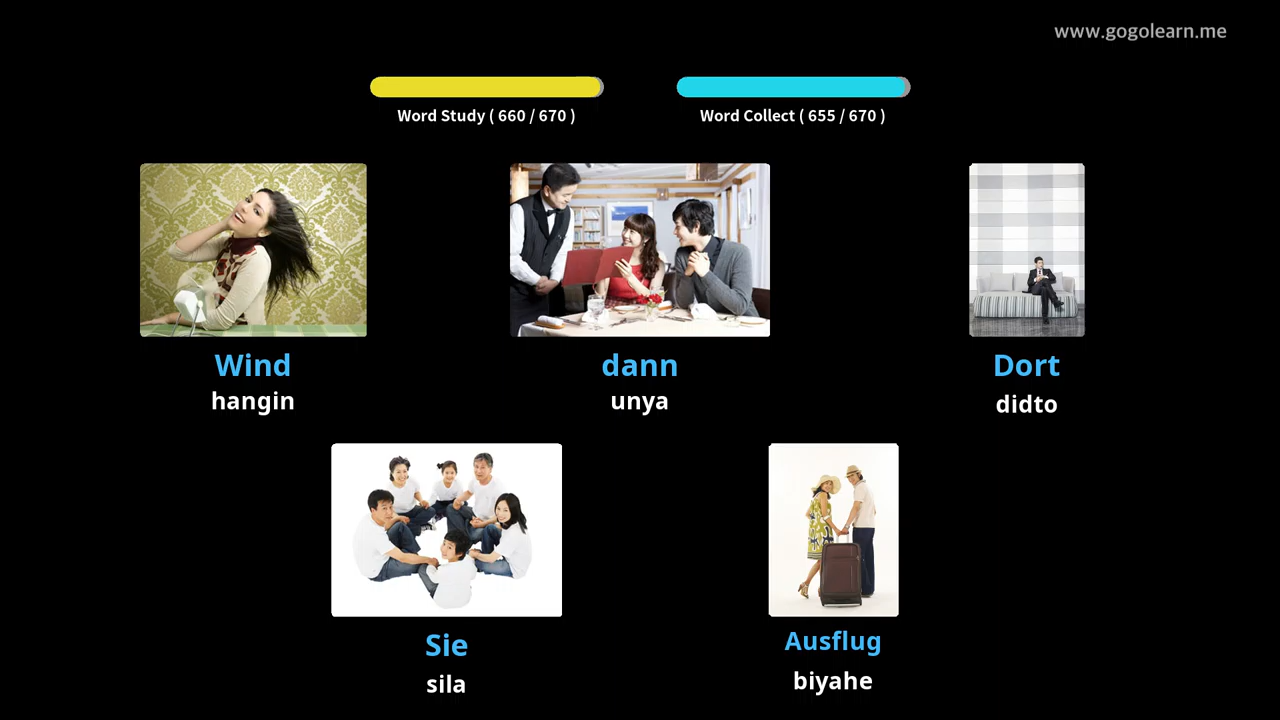 www.gogolearn.me
Word Study ( 660 / 670 )
Word Collect ( 655 / 670 )
Wind
hangin
dann
unya
Dort
didto
Sie
sila
Ausflug
biyahe